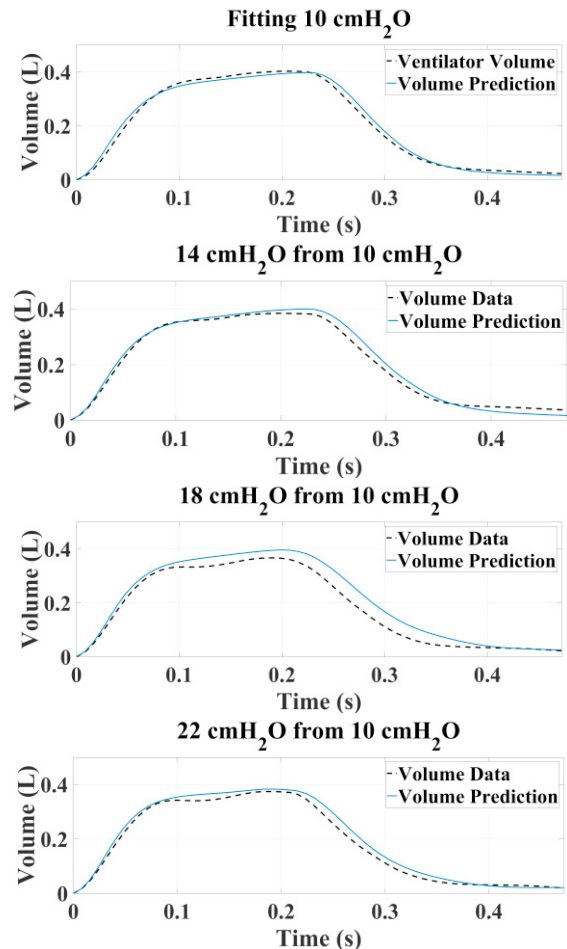 Fitting 10 cmH₂O
Volume (L)
0.4
0.2
0
Ventilator Volume
Volume Prediction
0 0.1 0.2 0.3 0.4
Time (s)
14 cmH₂O from 10 cmH₂O
Volume (L)
0.4
0.2
0
Volume Data
Volume Prediction
0 0.1 0.2 0.3 0.4
Time (s)
18 cmH₂O from 10 cmH₂O
Volume (L)
0.4
0.2
0
Volume Data
Volume Prediction
0 0.1 0.2 0.3 0.4
Time (s)
22 cmH₂O from 10 cmH₂O
Volume (L)
0.4
0.2
0
Volume Data
Volume Prediction
0 0.1 0.2 0.3 0.4
Time (s)